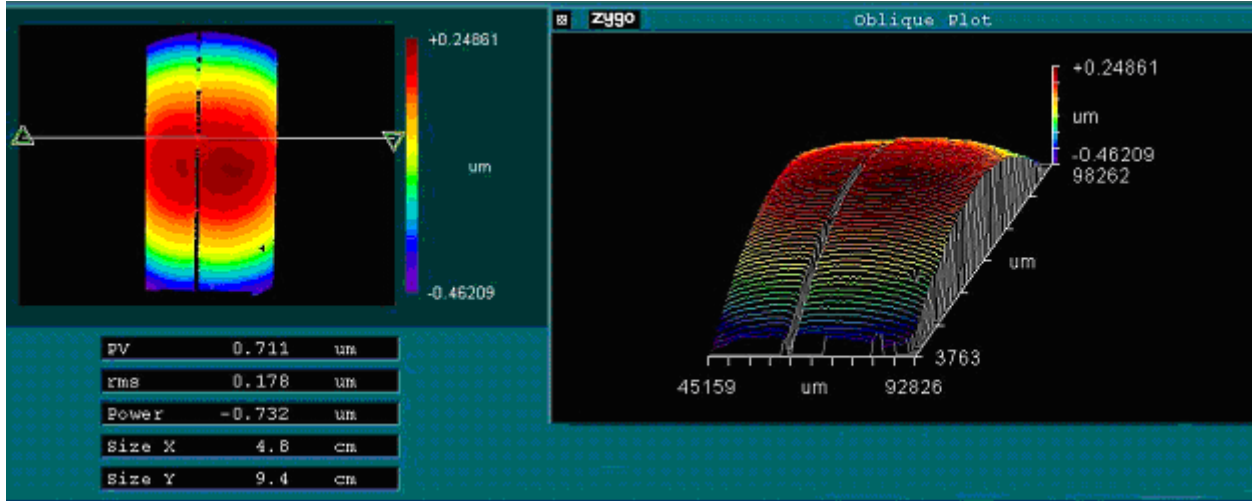 +0.24861
um
-0.46209
PV 0.711 um
rms 0.178 um
Power -0.732 um
Size X 4.8 cm
Size Y 9.4 cm
zygo Oblique Plot
+0.24861
um
-0.46209
98262
um
3763
45159 um 92826